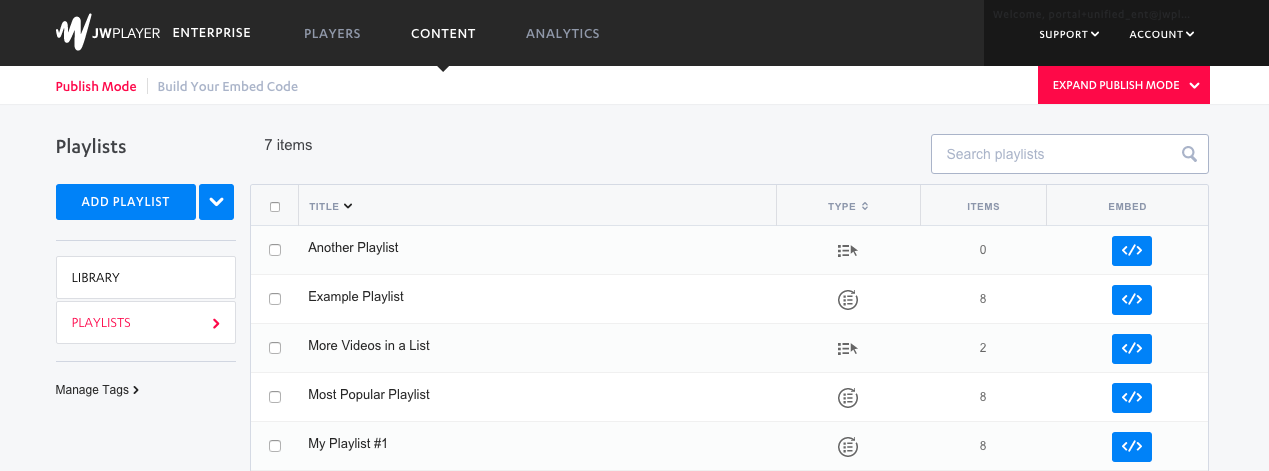 Welcome, portal+unified_ent@jwpl...
JWPLAYER ENTERPRISE PLAYERS CONTENT ANALYTICS SUPPORT ACCOUNT
Publish Mode Build Your Embed Code EXPAND PUBLISH MODE
Playlists 7 items Search playlists
ADD PLAYLIST
TITLE TYPE ITEMS EMBED
Another Playlist 0 </>
LIBRARY
Example Playlist 8 </>
PLAYLISTS
More Videos in a List 2 </>
Manage Tags
Most Popular Playlist 8 </>
My Playlist #1 8 </>